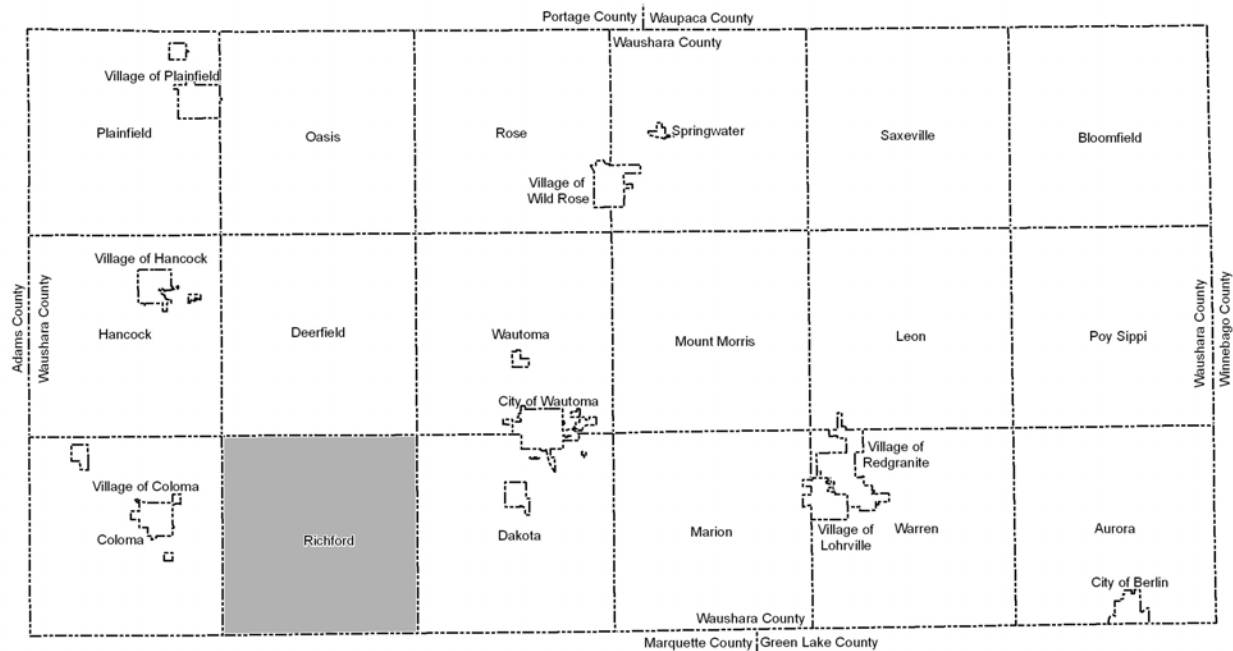 Portage County
Waupaca County
Waushara County
Village of Plainfield
Plainfield
Oasis
Rose
Springwater
Saxeville
Bloomfield
Village of
Wild Rose
Adams County
Waushara County
Village of Hancock
Hancock
Deerfield
Wautoma
Mount Morris
Leon
Poy Sippi
Waushara County
Winnebago County
City of Wautoma
Village of Coloma
Coloma
Richford
Dakota
Marion
Village of
Redgranite
Village of
Lohrville
Warren
Aurora
City of Berlin
Waushara County
Marquette County
Green Lake County